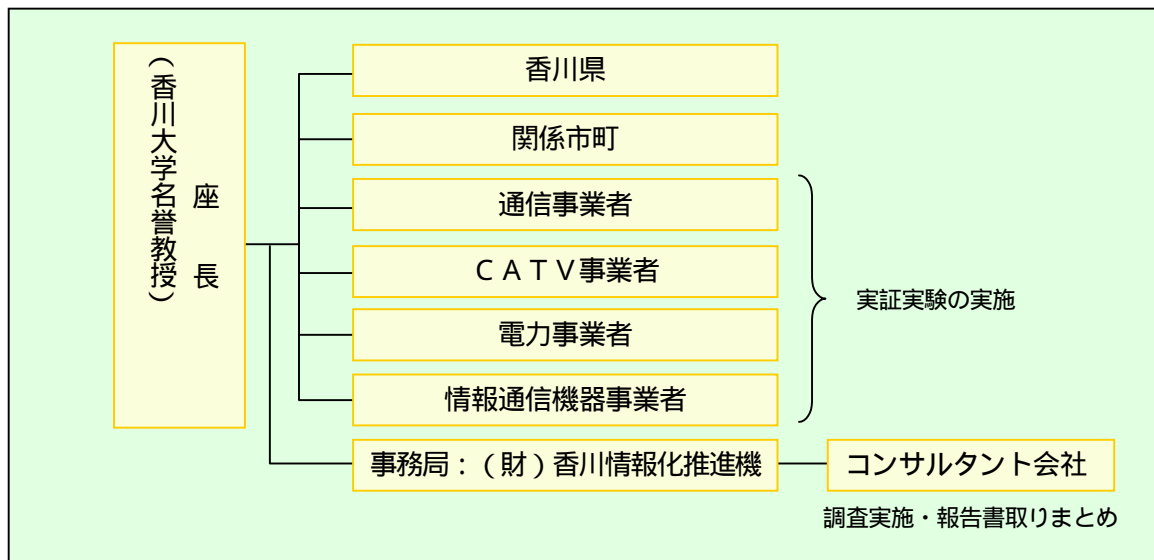 座長
(香川大学名誉教授)
香川県
関係市町
通信事業者
ＣＡＴＶ事業者
電力事業者
情報通信機器事業者
実証実験の実施
事務局：（財）香川情報化推進機
コンサルタント会社
調査実施・報告書取りまとめ